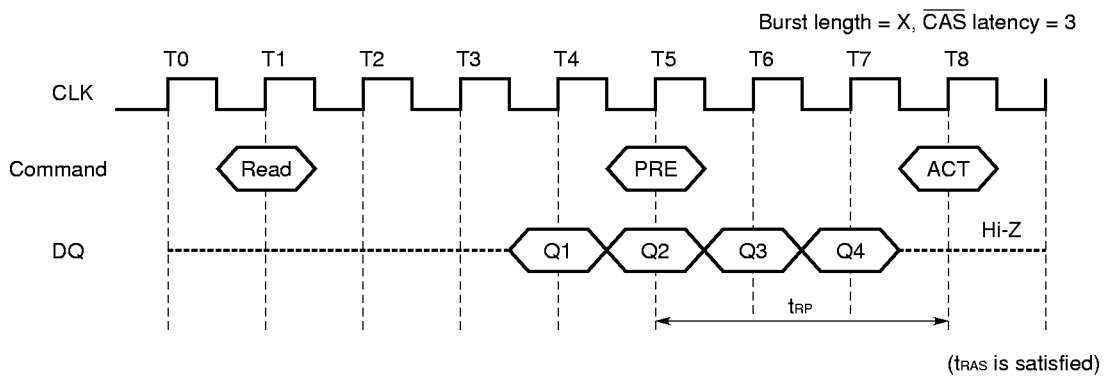 Burst length = X, CAS latency = 3
T0 T1 T2 T3 T4 T5 T6 T7 T8
CLK
Command Read PRE ACT
DQ Q1 Q2 Q3 Q4 Hi-Z
tRP
(tRAS is satisfied)